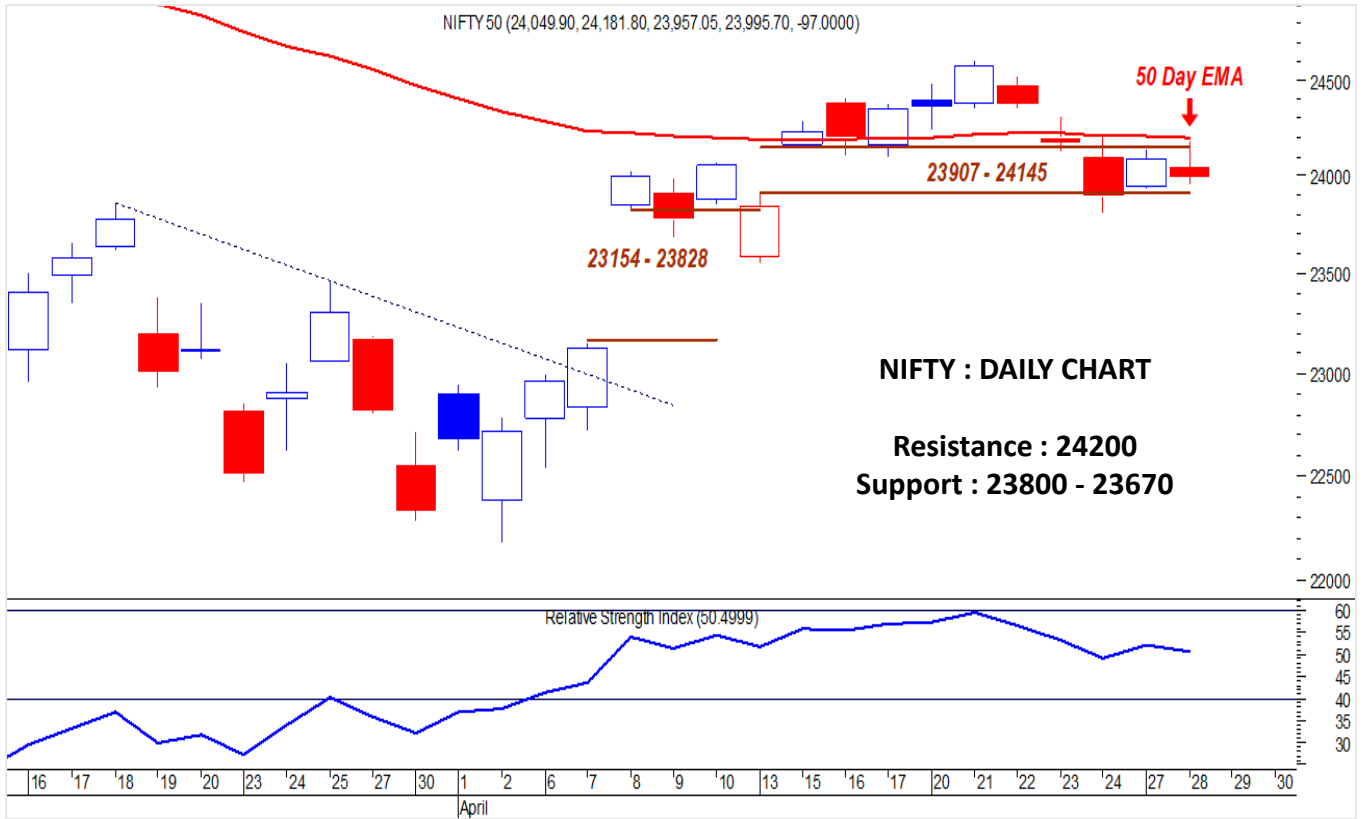 NIFTY 50 (24,049.90, 24,181.80, 23,957.05, 23,995.70, -97.0000)
50 Day EMA
24500
24000
23907 - 24145
23154 - 23828
23500
23000
NIFTY : DAILY CHART
Resistance : 24200
Support : 23800 - 23670
22500
22000
Relative Strength Index (50.4999)
60
55
50
45
40
35
30
16 17 18 19 20 23 24 25 27 30 1 2 6 7 8 9 10 13 15 16 17 20 21 22 23 24 27 28 29 30
April